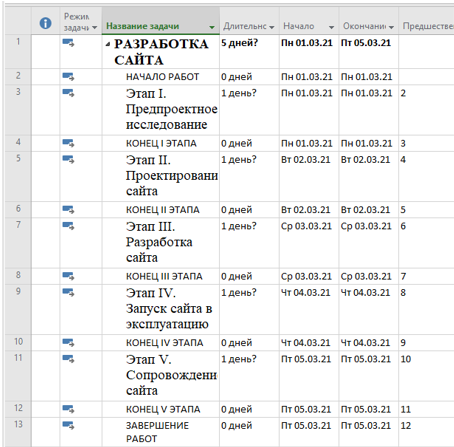 Режим задачи Название задачи Длительнс Начало Окончани Предшестве
1 РАЗРАБОТКА САЙТА 5 дней? Пн 01.03.21 Пт 05.03.21
2 НАЧАЛО РАБОТ 0 дней Пн 01.03.21 Пн 01.03.21
3 Этап I. Предпроектное исследование 1 день? Пн 01.03.21 Пн 01.03.21 2
4 КОНЕЦ I ЭТАПА 0 дней Пн 01.03.21 Пн 01.03.21 3
5 Этап II. Проектировани сайта 1 день? Вт 02.03.21 Вт 02.03.21 4
6 КОНЕЦ II ЭТАПА 0 дней Вт 02.03.21 Вт 02.03.21 5
7 Этап III. Разработка сайта 1 день? Ср 03.03.21 Ср 03.03.21 6
8 КОНЕЦ III ЭТАПА 0 дней Ср 03.03.21 Ср 03.03.21 7
9 Этап IV. Запуск сайта в эксплуатацию 1 день? Чт 04.03.21 Чт 04.03.21 8
10 КОНЕЦ IV ЭТАПА 0 дней Чт 04.03.21 Чт 04.03.21 9
11 Этап V. Сопровождени сайта 1 день? Пт 05.03.21 Пт 05.03.21 10
12 КОНЕЦ V ЭТАПА 0 дней Пт 05.03.21 Пт 05.03.21 11
13 ЗАВЕРШЕНИЕ РАБОТ 0 дней Пт 05.03.21 Пт 05.03.21 12